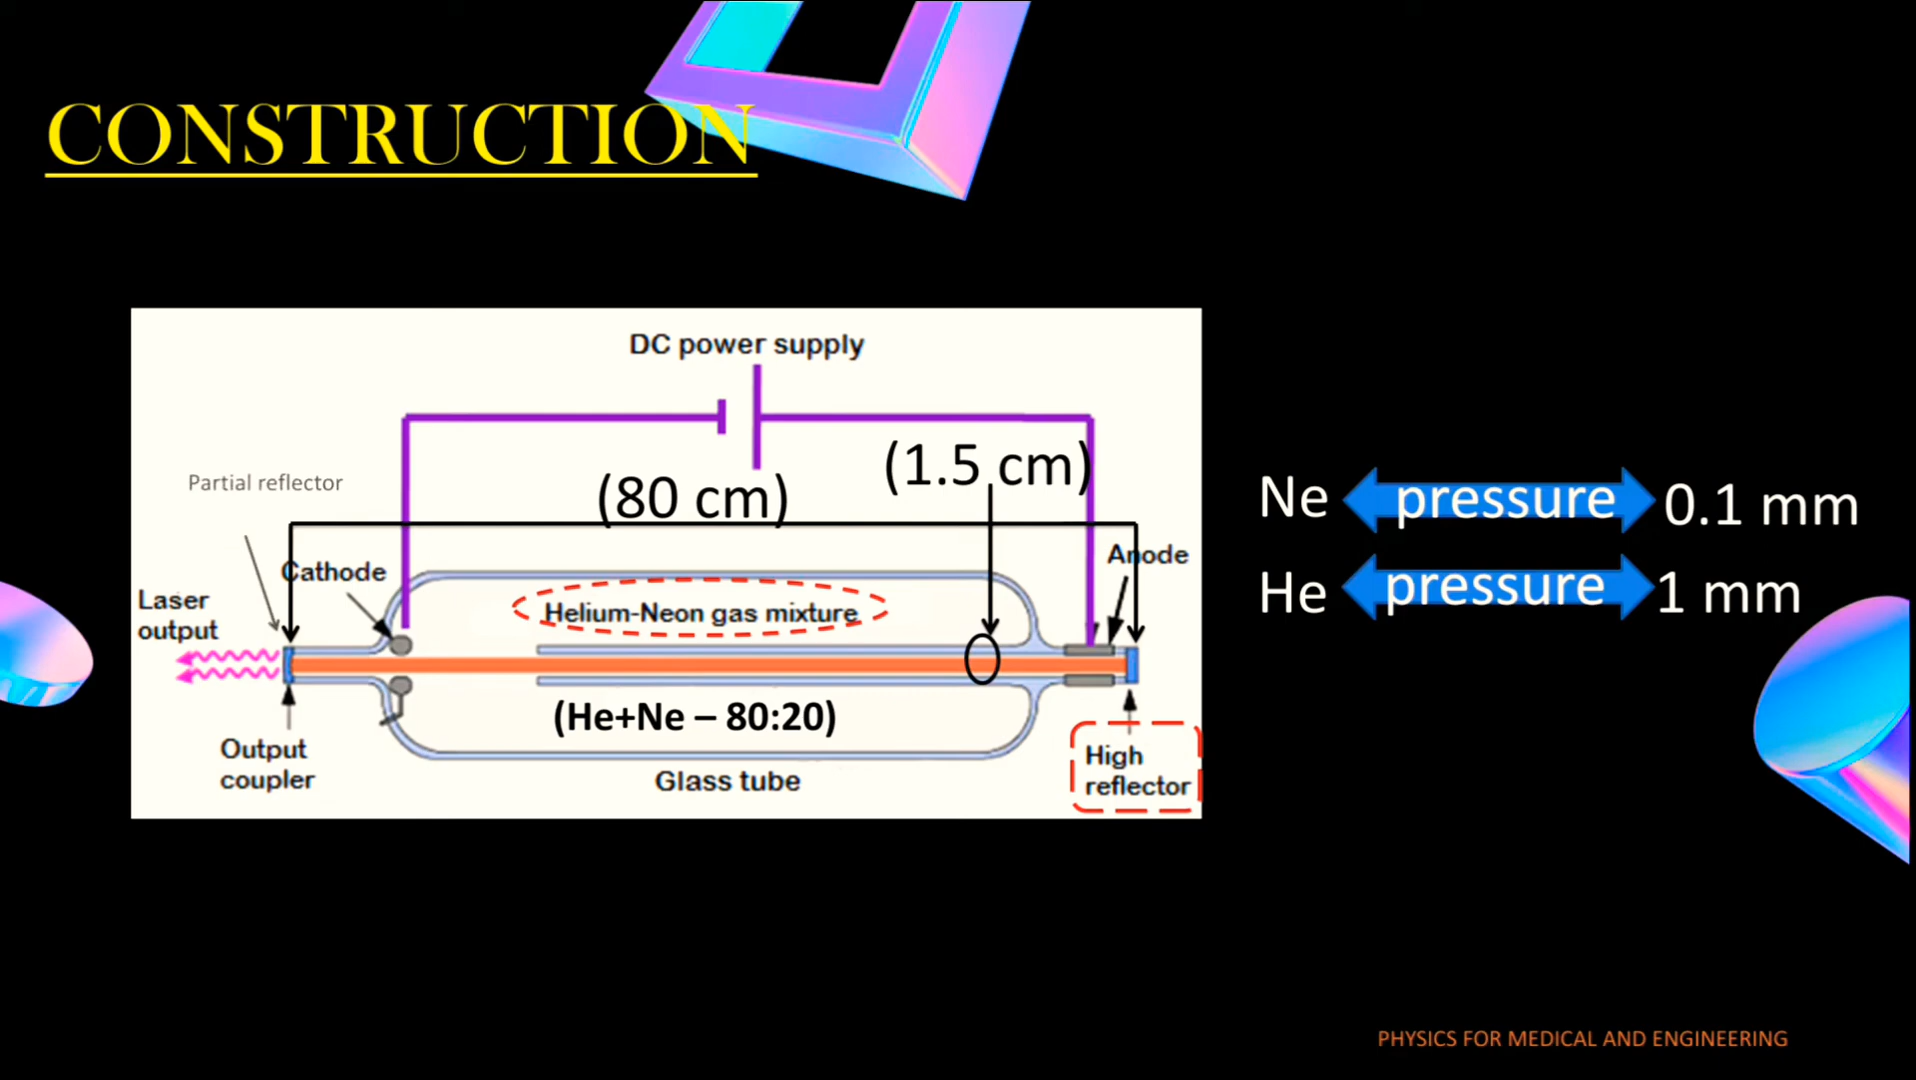 CONSTRUCTION
DC power supply
(1.5 cm)
(80 cm)
Partial reflector
Cathode
Anode
Laser
output
Helium-Neon gas mixture
(He+Ne – 80:20)
Output
coupler
Glass tube
High
reflector
Ne pressure 0.1 mm
He pressure 1 mm
PHYSICS FOR MEDICAL AND ENGINEERING